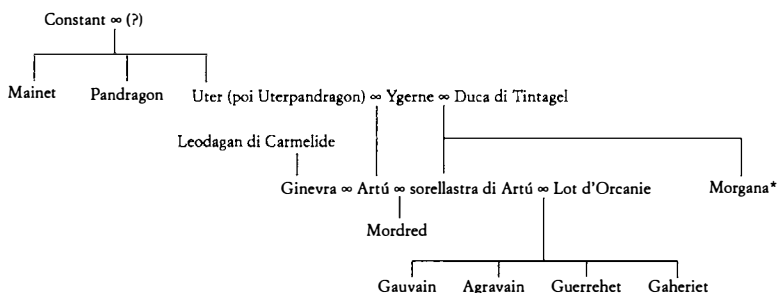 Constant ∞ (?)
Mainet Pandragon Uter (poi Uterpandragon) ∞ Ygerne ∞ Duca di Tintagel
Leodagan di Carmelide
Ginevra ∞ Artú ∞ sorellastra di Artú ∞ Lot d'Orcanie Morgana*
Mordred
Gauvain Agravain Guerrehet Gaheriet